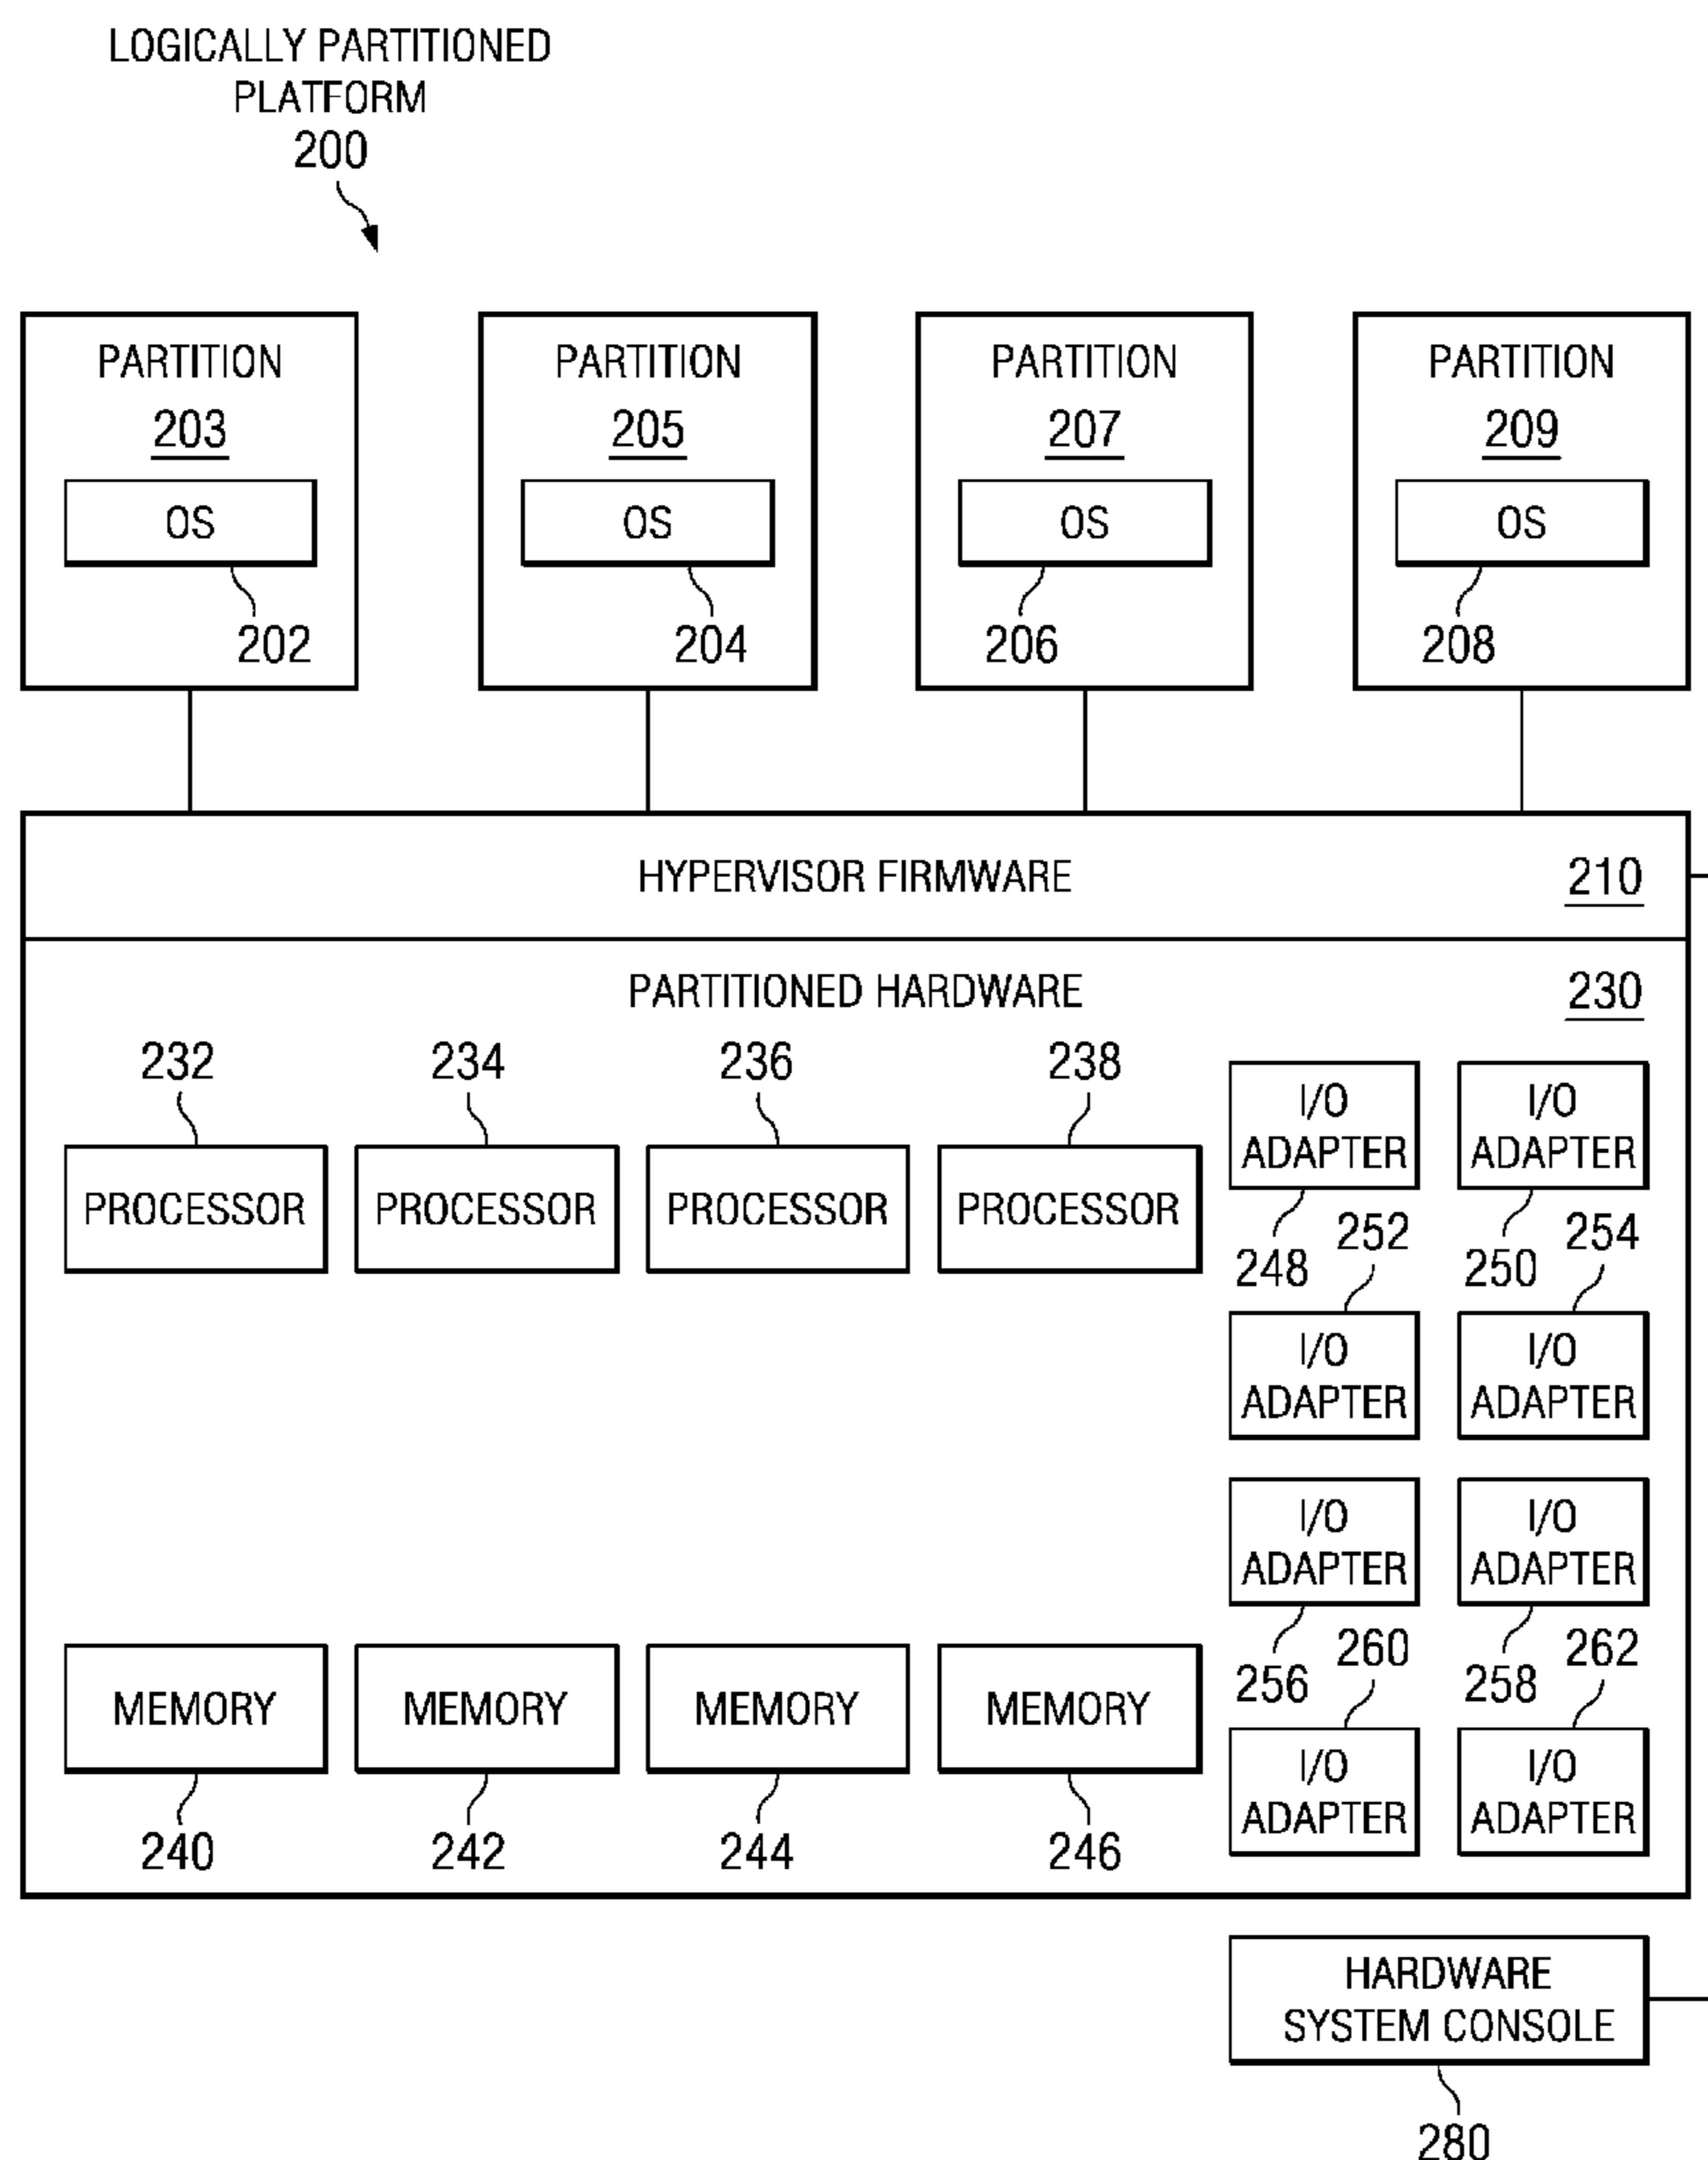 LOGICALLY PARTITIONED
PLATFORM
200
PARTITION PARTITION PARTITION PARTITION
203 205 207 209
OS OS OS OS
202 204 206 208
HYPERVISOR FIRMWARE 210
PARTITIONED HARDWARE 230
232 234 236 238
I/O I/O
ADAPTER ADAPTER
PROCESSOR PROCESSOR PROCESSOR PROCESSOR
252 254
248 250
I/O I/O
ADAPTER ADAPTER
I/O I/O
ADAPTER ADAPTER
260 262
256 258
MEMORY MEMORY MEMORY MEMORY
I/O I/O
ADAPTER ADAPTER
240 242 244 246
HARDWARE
SYSTEM CONSOLE
280